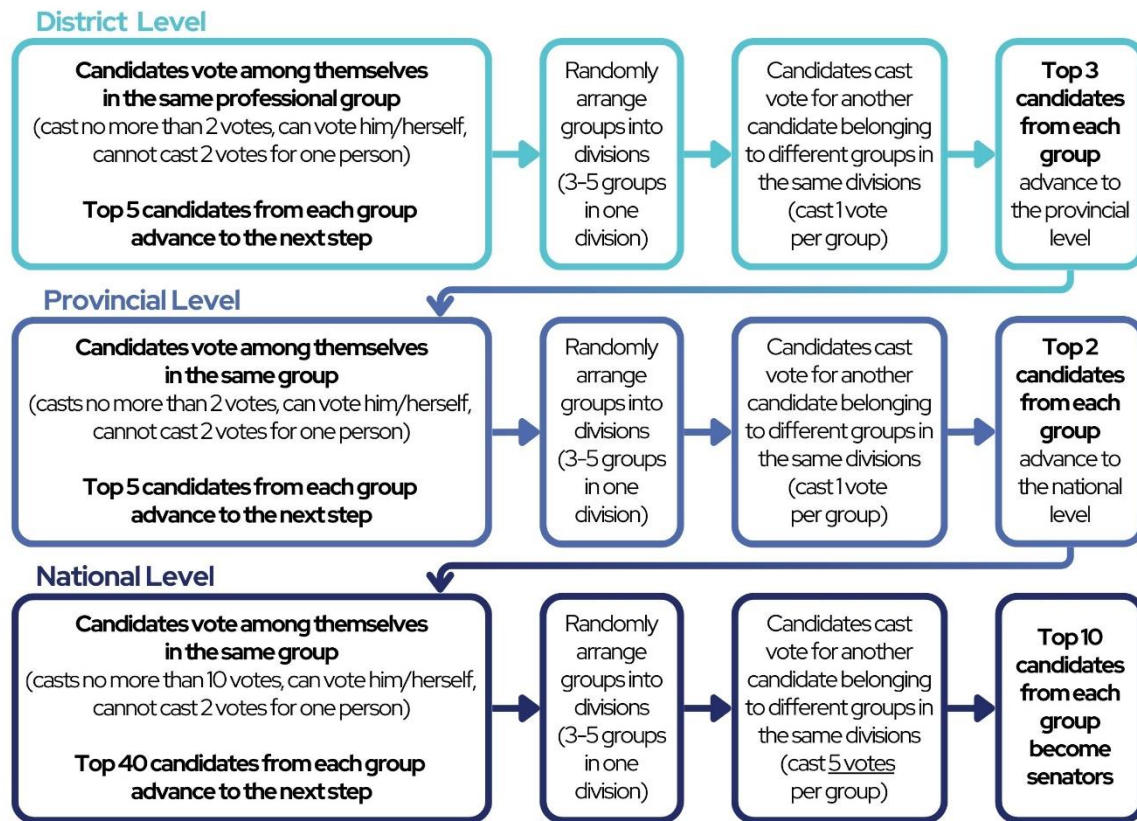 District Level
Candidates vote among themselves
in the same professional group
(cast no more than 2 votes, can vote him/herself,
cannot cast 2 votes for one person)
Top 5 candidates from each group
advance to the next step
Randomly
arrange
groups into
divisions
(3-5 groups
in one
division)
Candidates cast
vote for another
candidate belonging
to different groups in
the same divisions
(cast 1 vote
per group)
Top 3
candidates
from each
group
advance to
the provincial
level
Provincial Level
Candidates vote among themselves
in the same group
(casts no more than 2 votes, can vote him/herself,
cannot cast 2 votes for one person)
Top 5 candidates from each group
advance to the next step
Randomly
arrange
groups into
divisions
(3-5 groups
in one
division)
Candidates cast
vote for another
candidate belonging
to different groups in
the same divisions
(cast 1 vote
per group)
Top 2
candidates
from each
group
advance to
the national
level
National Level
Candidates vote among themselves
in the same group
(casts no more than 10 votes, can vote him/herself,
cannot cast 2 votes for one person)
Top 40 candidates from each group
advance to the next step
Randomly
arrange
groups into
divisions
(3-5 groups
in one
division)
Candidates cast
vote for another
candidate belonging
to different groups in
the same divisions
(cast 5 votes
per group)
Top 10
candidates
from each
group
become
senators